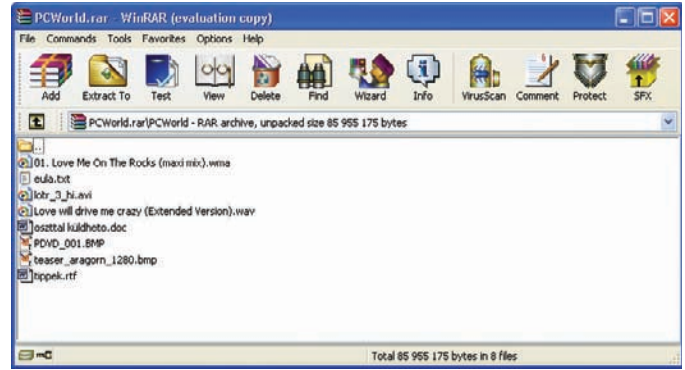 PCWorld.rar - WinRAR (evaluation copy)
File Commands Tools Favorites Options Help
Add Extract To Test View Delete Find Wizard Info VirusScan Comment Protect SFX
PCWorld.rar\PCWorld - RAR archive, unpacked size 85 955 175 bytes
..
01. Love Me On The Rocks (maxi mix).wma
eula.txt
lotr_3_hi.avi
Love will drive me crazy (Extended Version).wav
oszttal küldheto.doc
PDVD_001.BMP
teaser_aragorn_1280.bmp
tippek.rtf
Total 85 955 175 bytes in 8 files